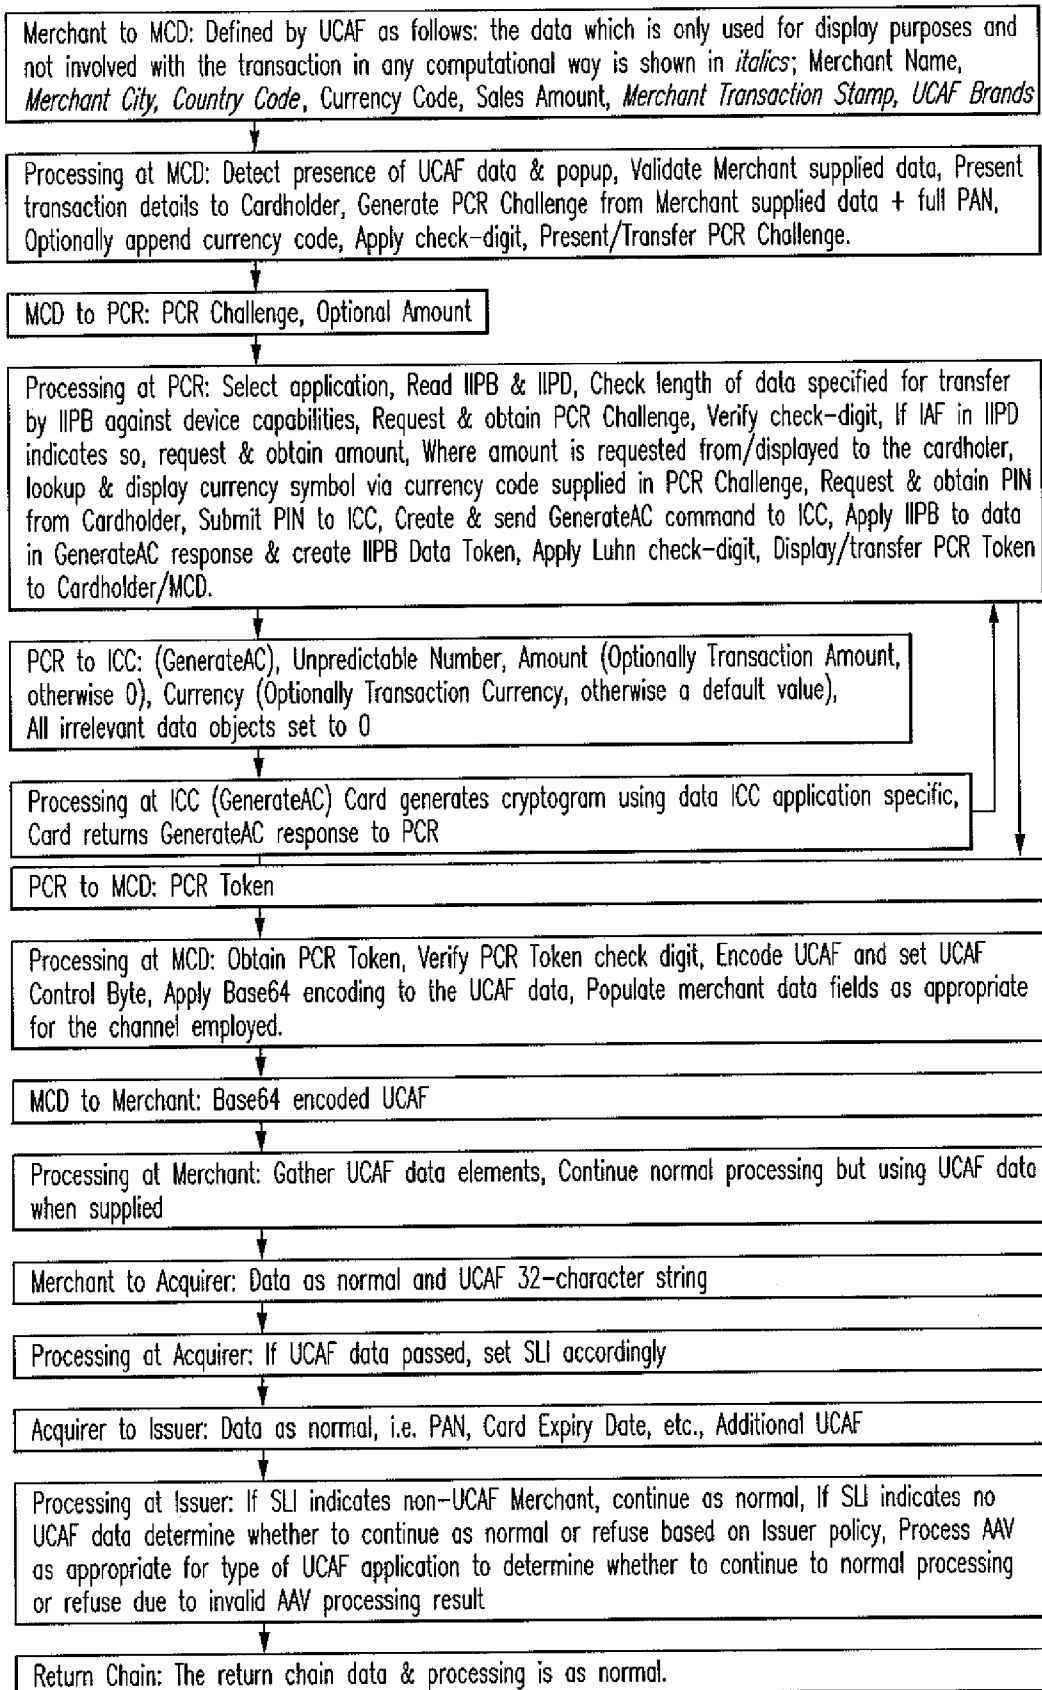 Merchant to MCD: Defined by UCAF as follows: the data which is only used for display purposes and
not involved with the transaction in any computational way is shown in italics; Merchant Name,
Merchant City, Country Code, Currency Code, Sales Amount, Merchant Transaction Stamp, UCAF Brands
Processing at MCD: Detect presence of UCAF data & popup, Validate Merchant supplied data, Present
transaction details to Cardholder, Generate PCR Challenge from Merchant supplied data + full PAN,
Optionally append currency code, Apply check-digit, Present/Transfer PCR Challenge.
MCD to PCR: PCR Challenge, Optional Amount
Processing at PCR: Select application, Read IIPB & IIPD, Check length of data specified for transfer
by IIPB against device capabilities, Request & obtain PCR Challenge, Verify check-digit, If IAF in IIPD
indicates so, request & obtain amount, Where amount is requested from/displayed to the cardholer,
lookup & display currency symbol via currency code supplied in PCR Challenge, Request & obtain PIN
from Cardholder, Submit PIN to ICC, Create & send GenerateAC command to ICC, Apply IIPB to data
in GenerateAC response & create IIPB Data Token, Apply Luhn check-digit, Display/transfer PCR Token
to Cardholder/MCD.
PCR to ICC: (GenerateAC), Unpredictable Number, Amount (Optionally Transaction Amount,
otherwise 0), Currency (Optionally Transaction Currency, otherwise a default value),
All irrelevant data objects set to 0
Processing at ICC (GenerateAC) Card generates cryptogram using data ICC application specific,
Card returns GenerateAC response to PCR
PCR to MCD: PCR Token
Processing at MCD: Obtain PCR Token, Verify PCR Token check digit, Encode UCAF and set UCAF
Control Byte, Apply Base64 encoding to the UCAF data, Populate merchant data fields as appropriate
for the channel employed.
MCD to Merchant: Base64 encoded UCAF
Processing at Merchant: Gather UCAF data elements, Continue normal processing but using UCAF data
when supplied
Merchant to Acquirer: Data as normal and UCAF 32-character string
Processing at Acquirer: If UCAF data passed, set SLI accordingly
Acquirer to Issuer: Data as normal, i.e. PAN, Card Expiry Date, etc., Additional UCAF
Processing at Issuer: If SLI indicates non-UCAF Merchant, continue as normal, If SLI indicates no
UCAF data determine whether to continue as normal or refuse based on Issuer policy, Process AAV
as appropriate for type of UCAF application to determine whether to continue to normal processing
or refuse due to invalid AAV processing result
Return Chain: The return chain data & processing is as normal.